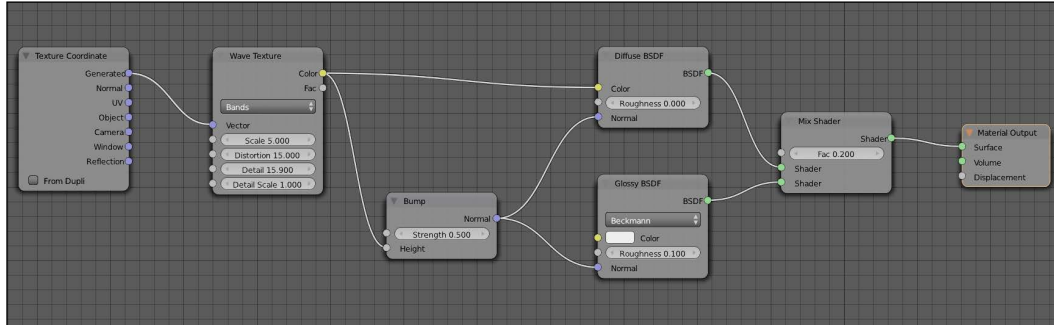 Texture Coordinate
Generated
Normal
UV
Object
Camera
Window
Reflection
From Dupli
Wave Texture
Color
Fac
Bands
Vector
Scale 5.000
Distortion 15.000
Detail 15.900
Detail Scale 1.000
Bump
Normal
Strength 0.500
Height
Diffuse BSDF
BSDF
Color
Roughness 0.000
Normal
Glossy BSDF
BSDF
Beckmann
Color
Roughness 0.100
Normal
Mix Shader
Shader
Fac 0.200
Shader
Shader
Material Output
Surface
Volume
Displacement